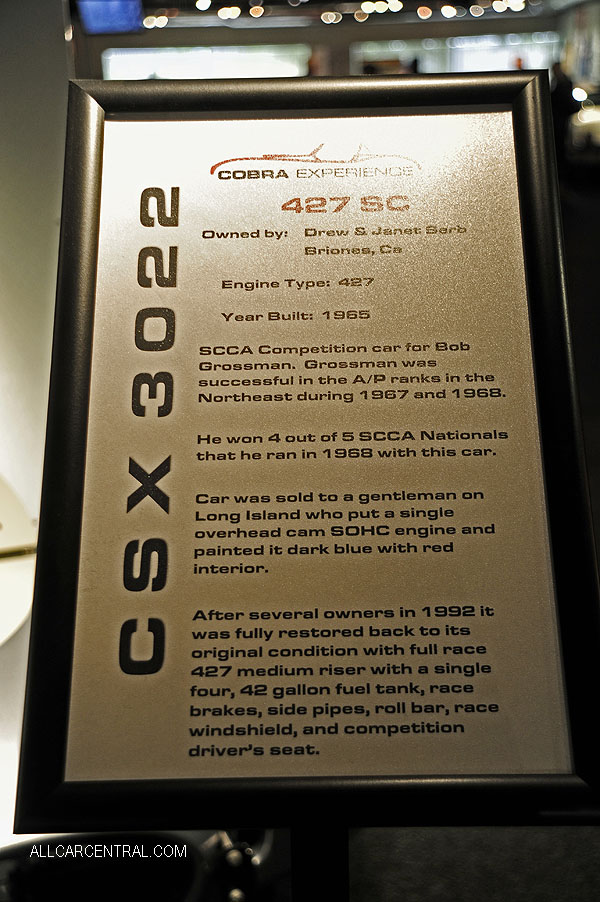 COBRA EXPERIENCE
427 SC
Owned by: Drew & Janet Serb
Briones, Ca
Engine Type: 427
Year Built: 1965
SCCA Competition car for Bob
Grossman. Grossman was
successful in the A/P ranks in the
Northeast during 1967 and 1968.
He won 4 out of 5 SCCA Nationals
that he ran in 1968 with this car.
Car was sold to a gentleman on
Long Island who put a single
overhead cam SOHC engine and
painted it dark blue with red
interior.
After several owners in 1992 it
was fully restored back to its
original condition with full race
427 medium riser with a single
four, 42 gallon fuel tank, race
brakes, side pipes, roll bar, race
windshield, and competition
driver's seat.
CSX 3022
ALLCARCENTRAL.COM